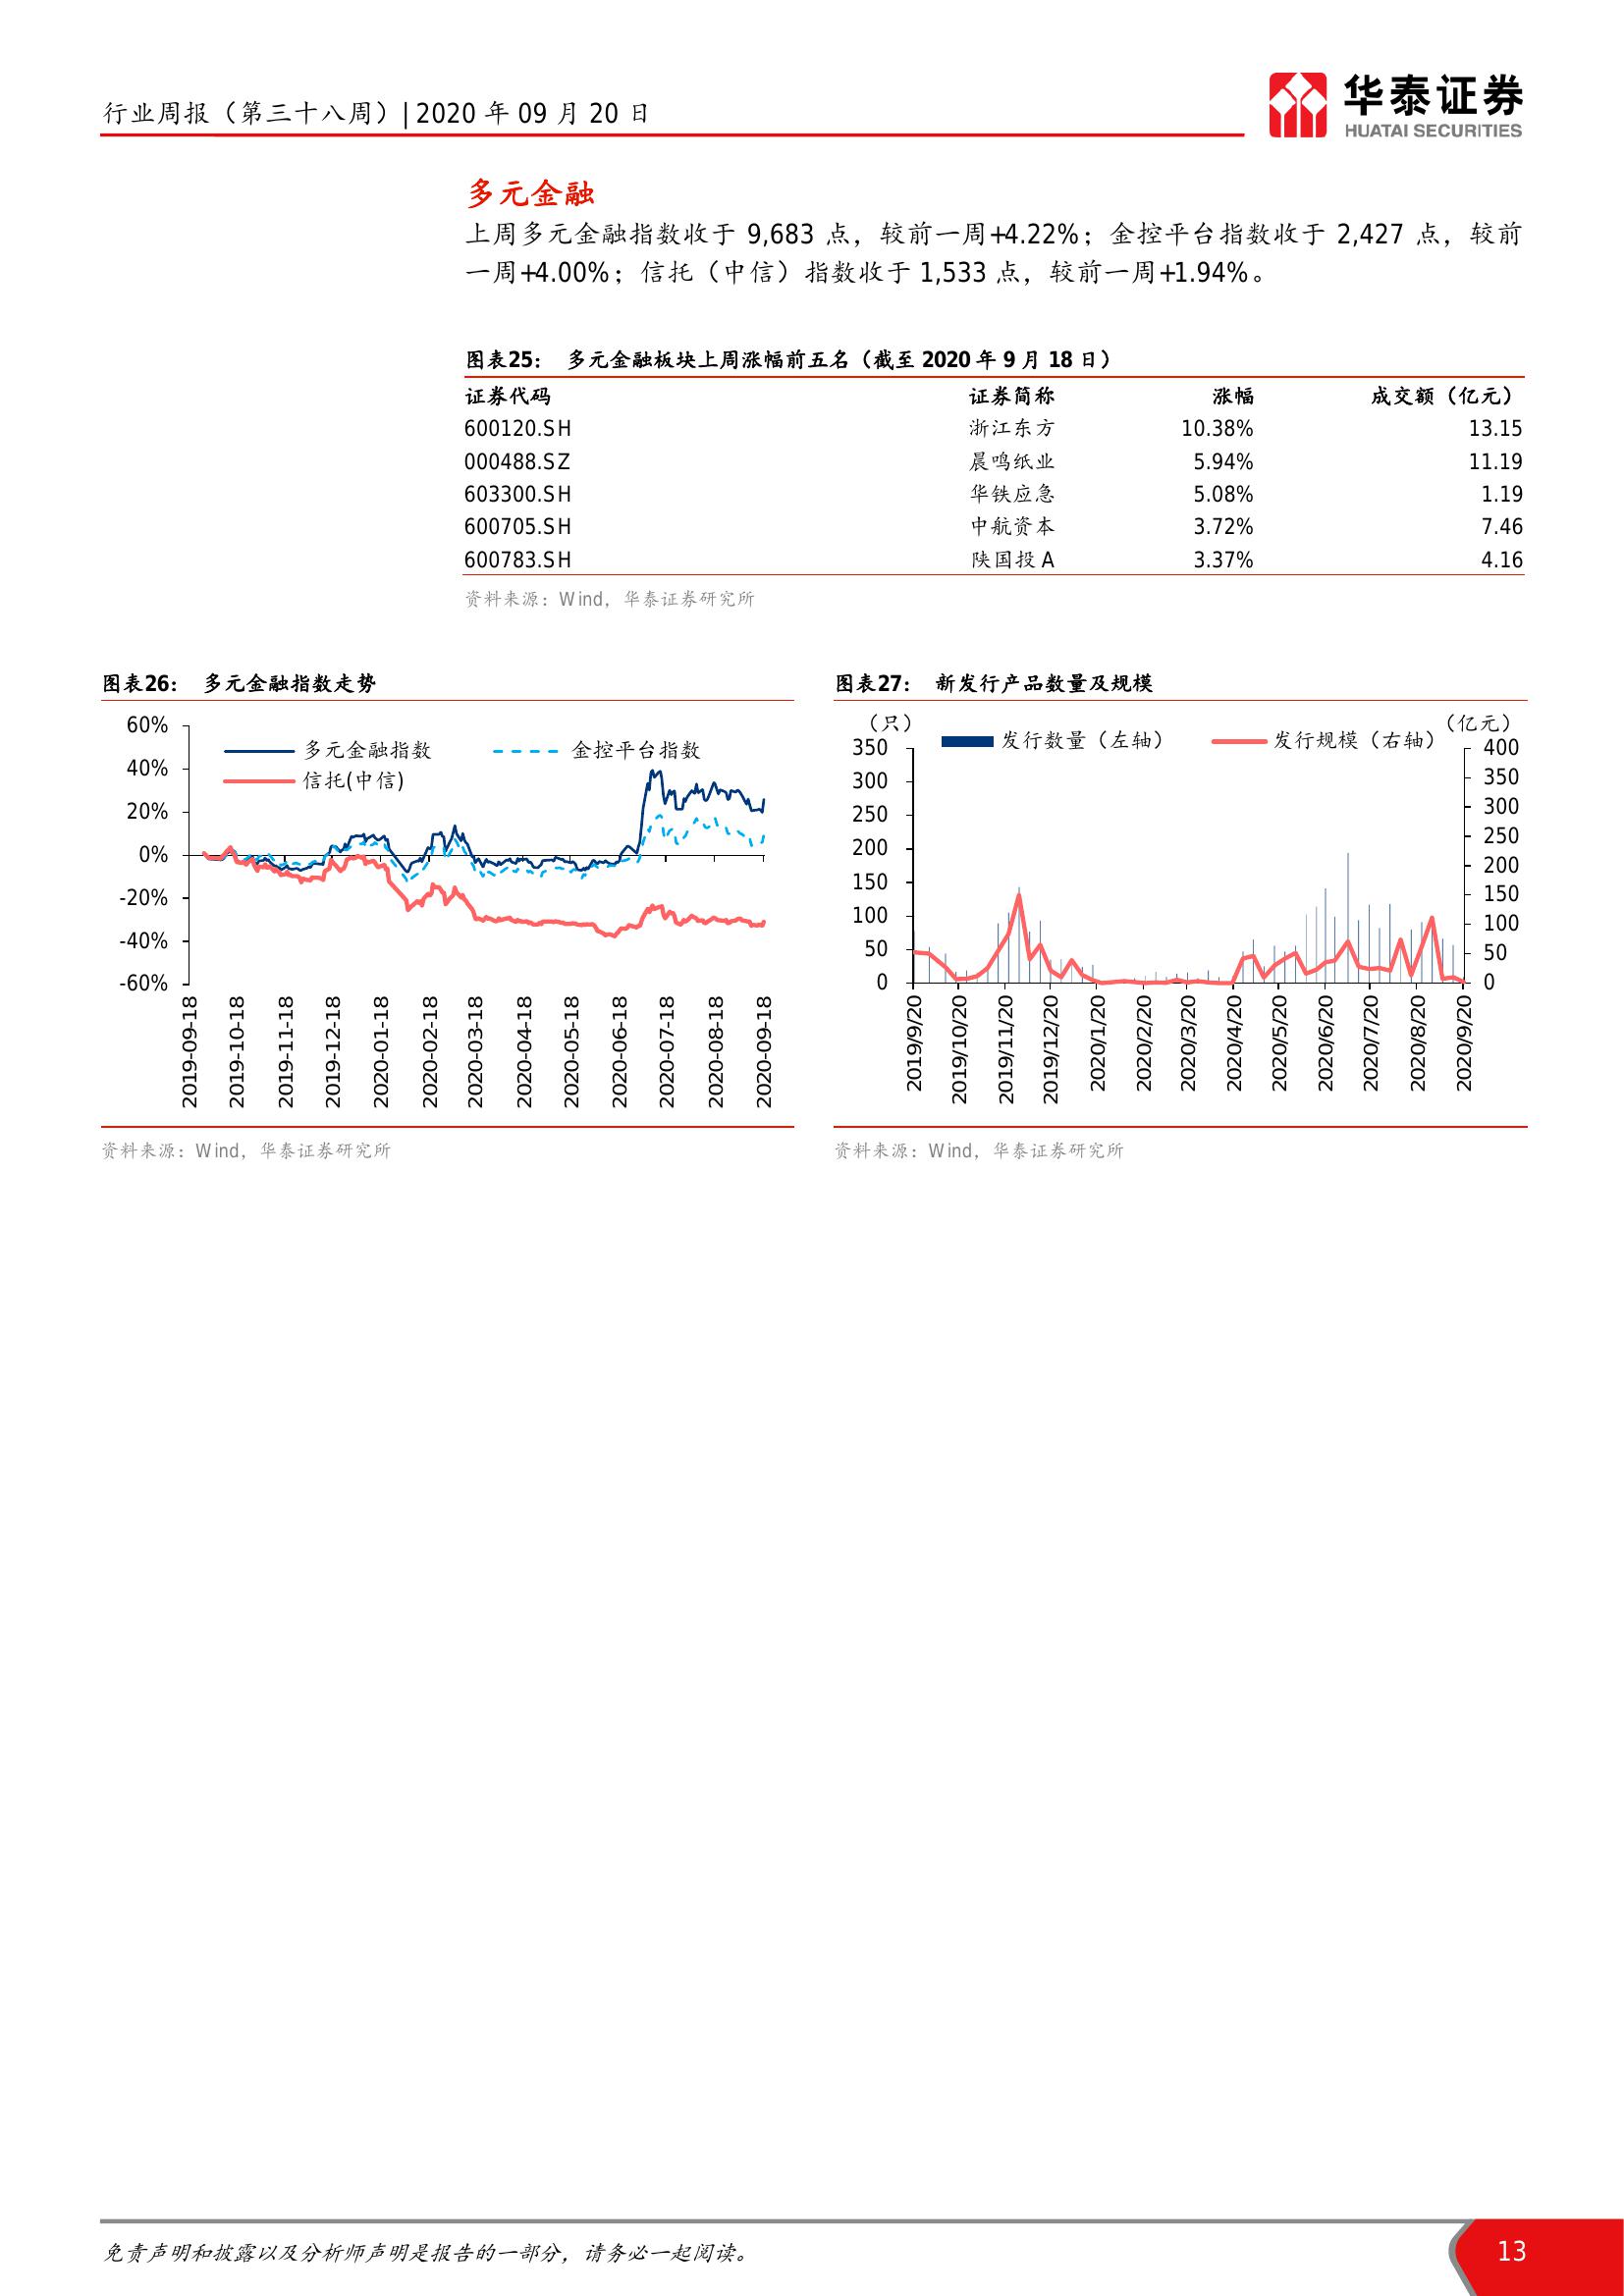 行业周报（第三十八周）| 2020 年 09 月 20 日
华泰证券
HUATAI SECURITIES
多元金融
上周多元金融指数收于 9,683 点，较前一周+4.22%；金控平台指数收于 2,427 点，较前
一周+4.00%；信托（中信）指数收于 1,533 点，较前一周+1.94%。
图表25： 多元金融板块上周涨幅前五名（截至 2020 年 9 月 18 日）
证券代码 证券简称 涨幅 成交额（亿元）
600120.SH 浙江东方 10.38% 13.15
000488.SZ 晨鸣纸业 5.94% 11.19
603300.SH 华铁应急 5.08% 1.19
600705.SH 中航资本 3.72% 7.46
600783.SH 陕国投 A 3.37% 4.16
资料来源：Wind，华泰证券研究所
图表26： 多元金融指数走势
60%
40%
20%
0%
-20%
-40%
-60%
多元金融指数 金控平台指数
信托(中信)
2019-09-18
2019-10-18
2019-11-18
2019-12-18
2020-01-18
2020-02-18
2020-03-18
2020-04-18
2020-05-18
2020-06-18
2020-07-18
2020-08-18
2020-09-18
资料来源：Wind，华泰证券研究所
图表27： 新发行产品数量及规模
（只） （亿元）
发行数量（左轴） 发行规模（右轴）
350
300
250
200
150
100
50
0
400
350
300
250
200
150
100
50
0
2019/9/20
2019/10/20
2019/11/20
2019/12/20
2020/1/20
2020/2/20
2020/3/20
2020/4/20
2020/5/20
2020/6/20
2020/7/20
2020/8/20
2020/9/20
资料来源：Wind，华泰证券研究所
免责声明和披露以及分析师声明是报告的一部分，请务必一起阅读。
13